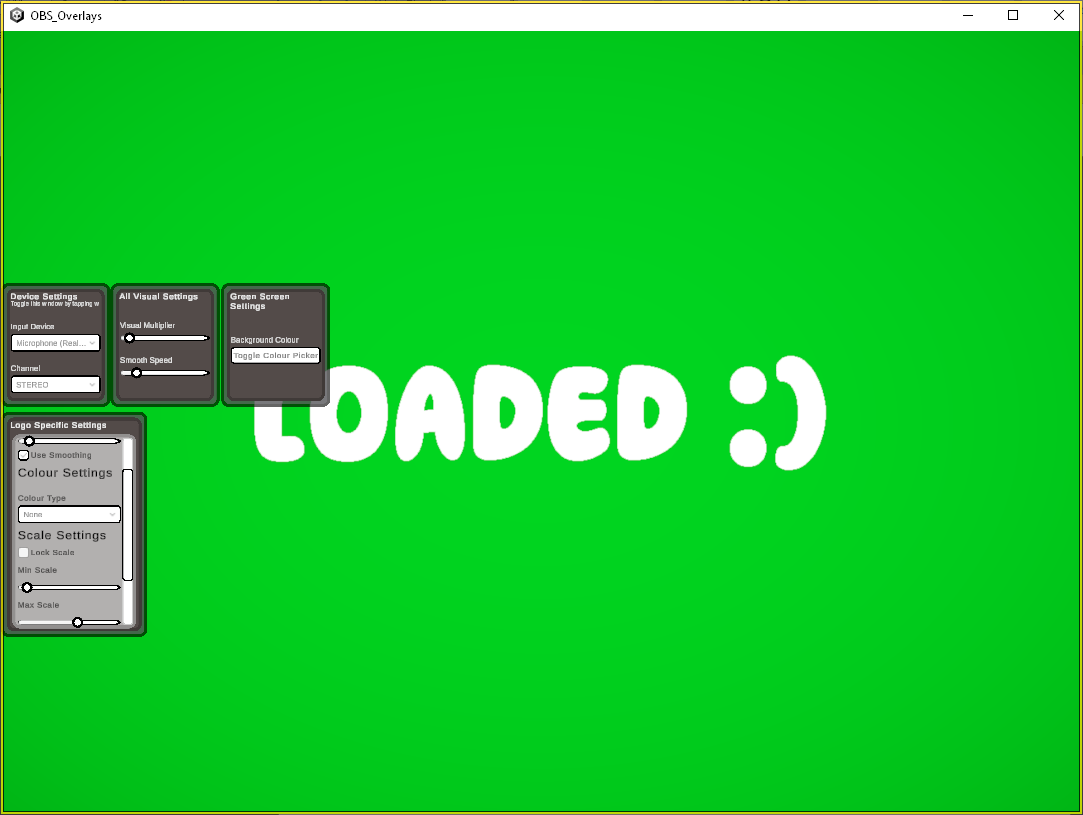 OBS_Overlays
Device Settings
Toggle this window by tapping w
Input Device
Microphone (Real...
Channel
STEREO
All Visual Settings
Visual Multiplier
Smooth Speed
Green Screen
Settings
Background Colour
Toggle Colour Picker
LOADED :)
Logo Specific Settings
Use Smoothing
Colour Settings
Colour Type
None
Scale Settings
Lock Scale
Min Scale
Max Scale